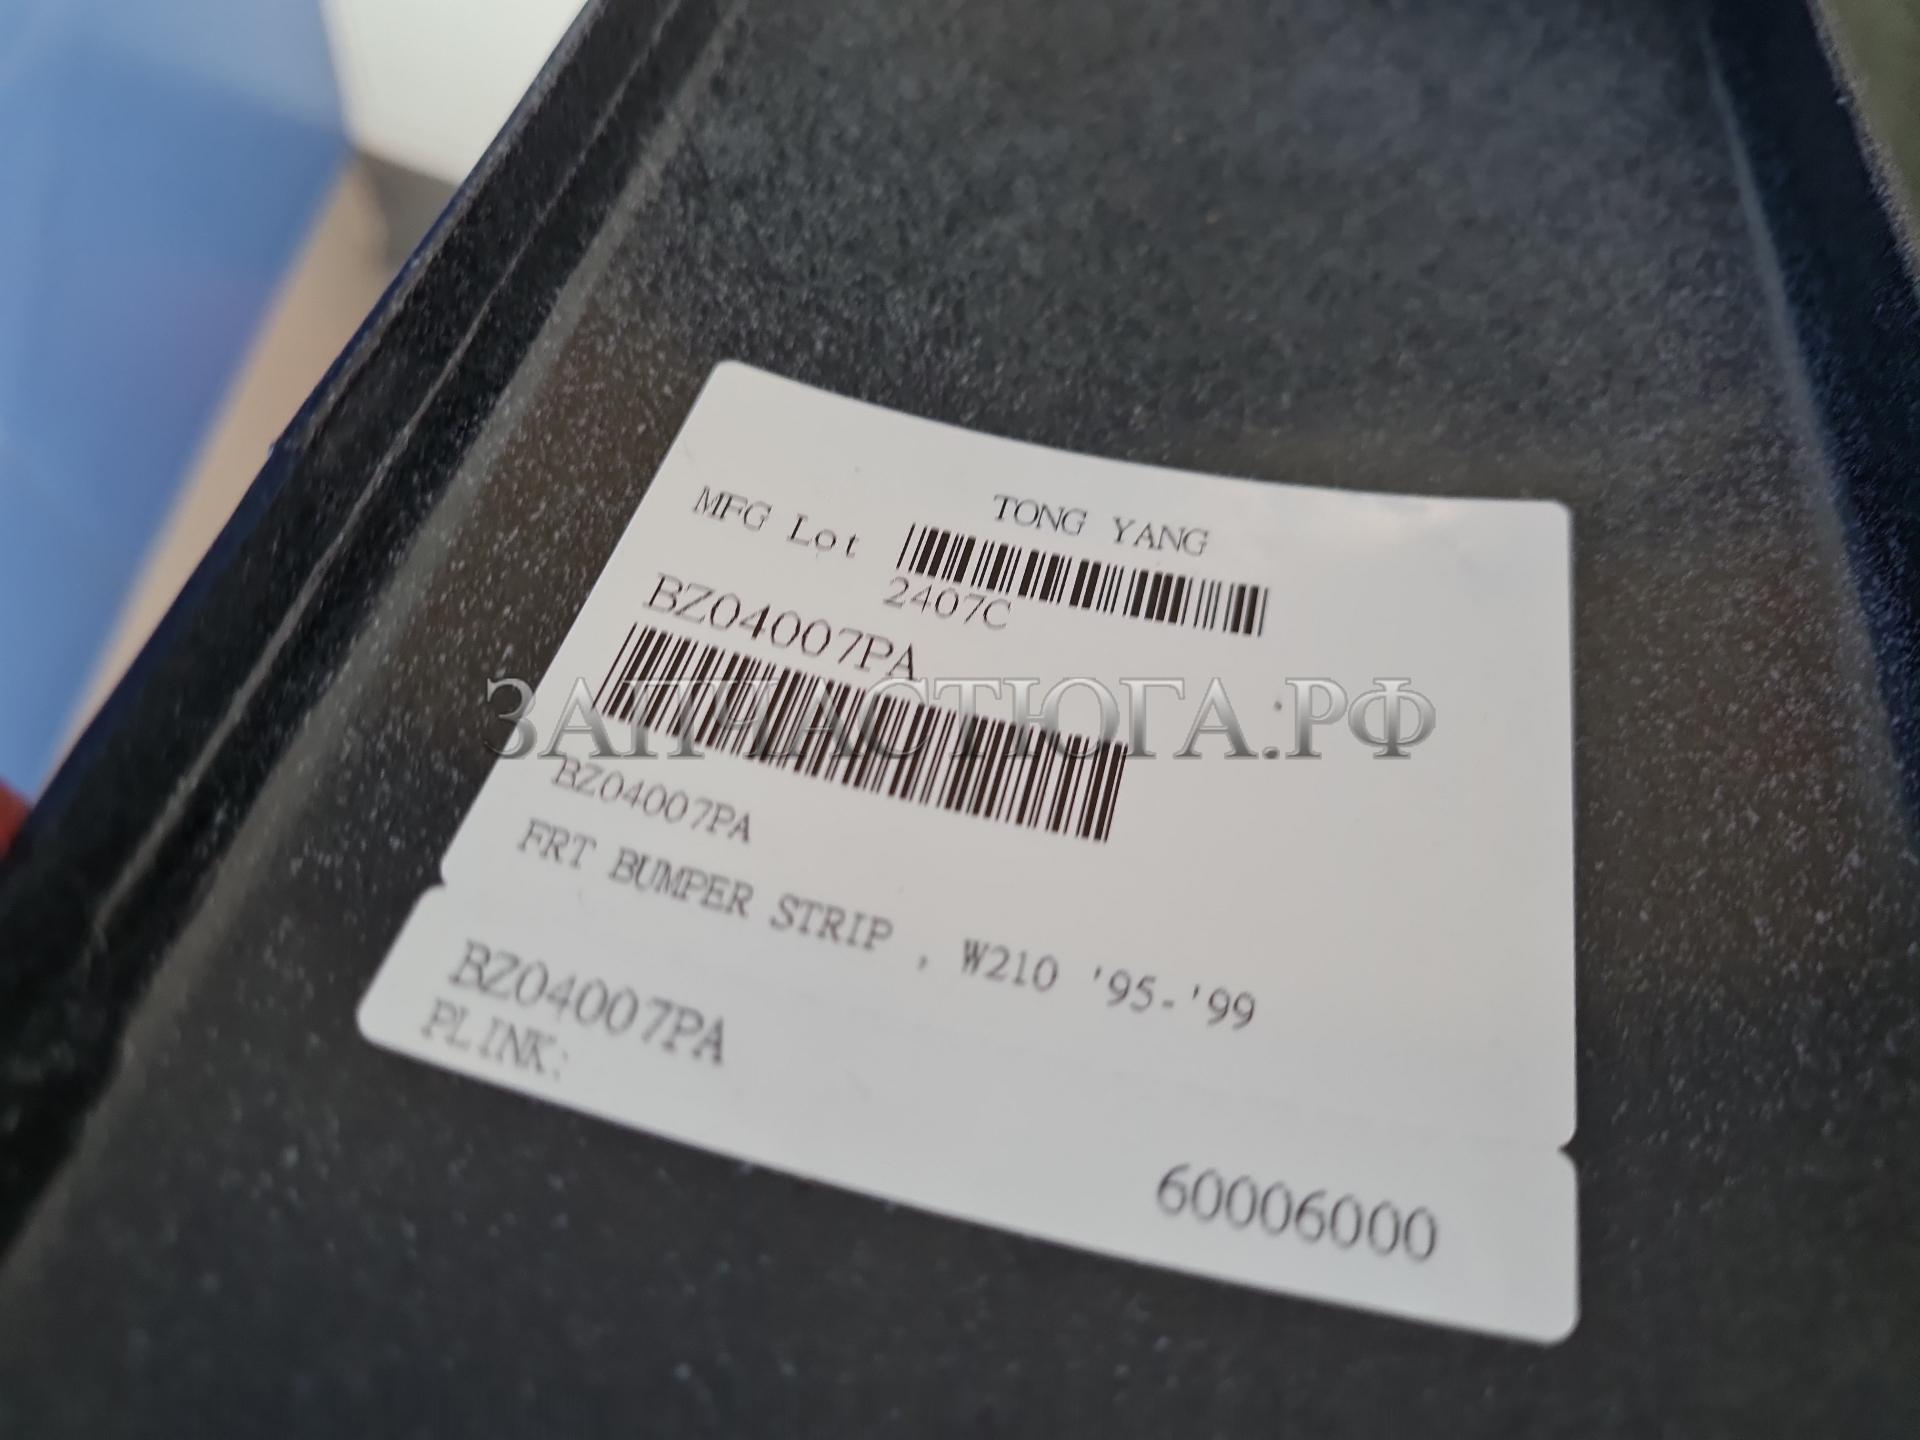 TONG YANG
MFG Lot
2407C
BZ04007PA
ЗАПЧАСТЮГА.РФ
BZ04007PA
FRT BUMPER STRIP , W210 '95-'99
BZ04007PA
PLINK:
60006000